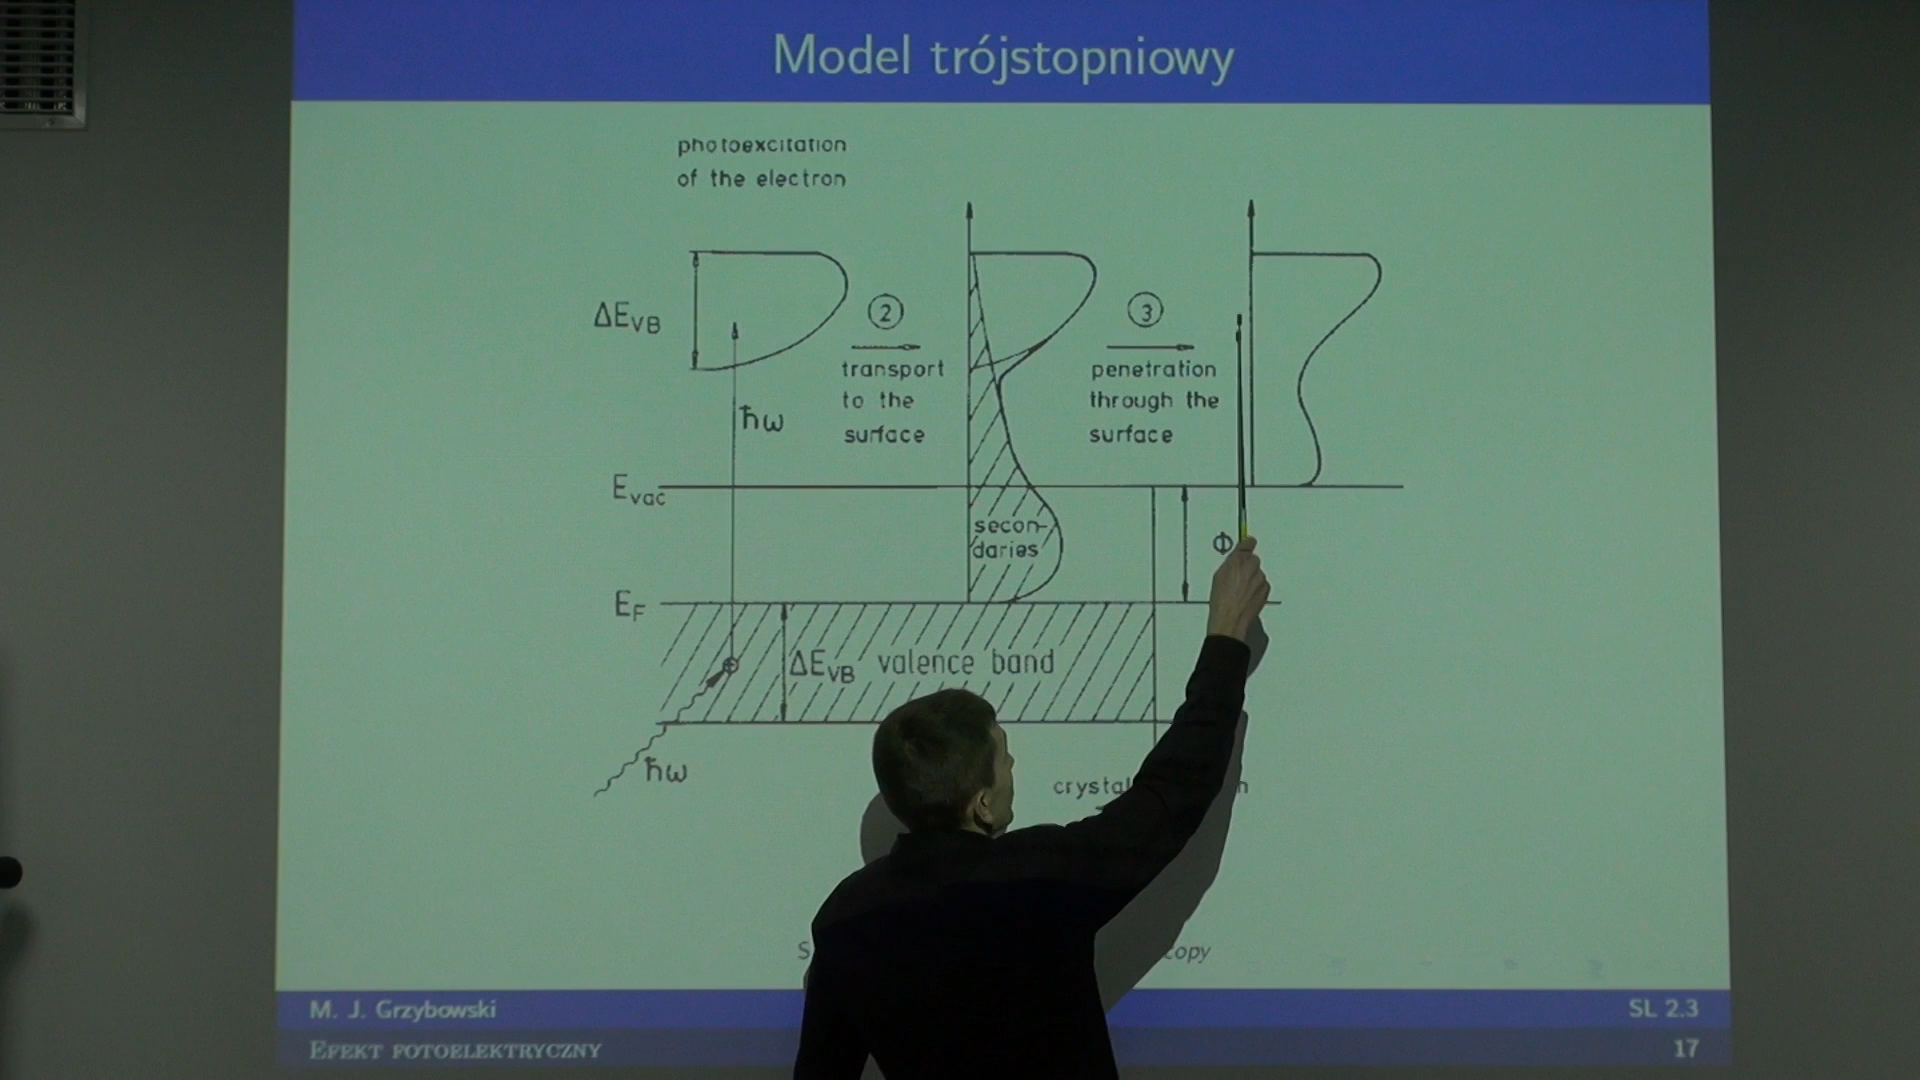 Model trójstopniowy
photoexcitation
of the electron
ΔE_VB
ħω
2
transport
to the
surface
3
penetration
through the
surface
E_vac
secon-
daries
Φ
E_F
ΔE_VB valence band
ħω
M. J. Grzybowski
SL 2.3
Efekt fotoelektryczny
17